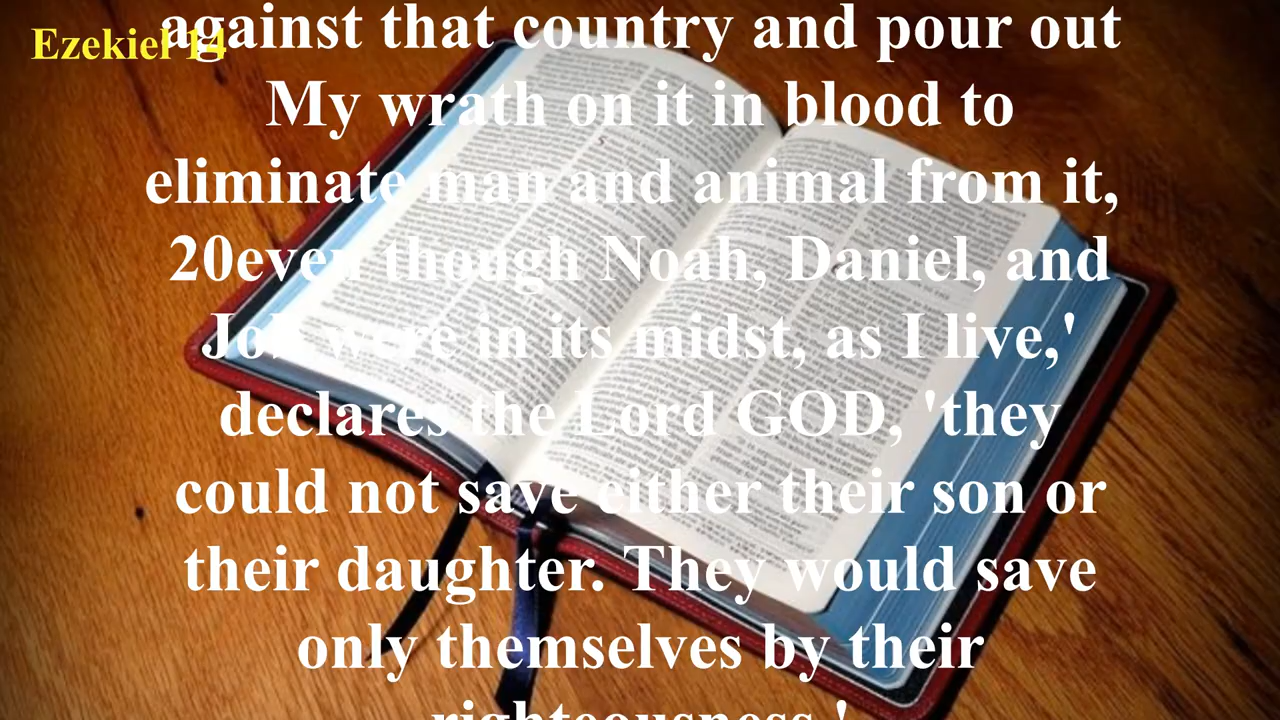 Ezekiel 14
against that country and pour out
My wrath on it in blood to
eliminate man and animal from it,
20even though Noah, Daniel, and
Job were in its midst, as I live,'
declares the Lord GOD, 'they
could not save either their son or
their daughter. They would save
only themselves by their
righteousness.'